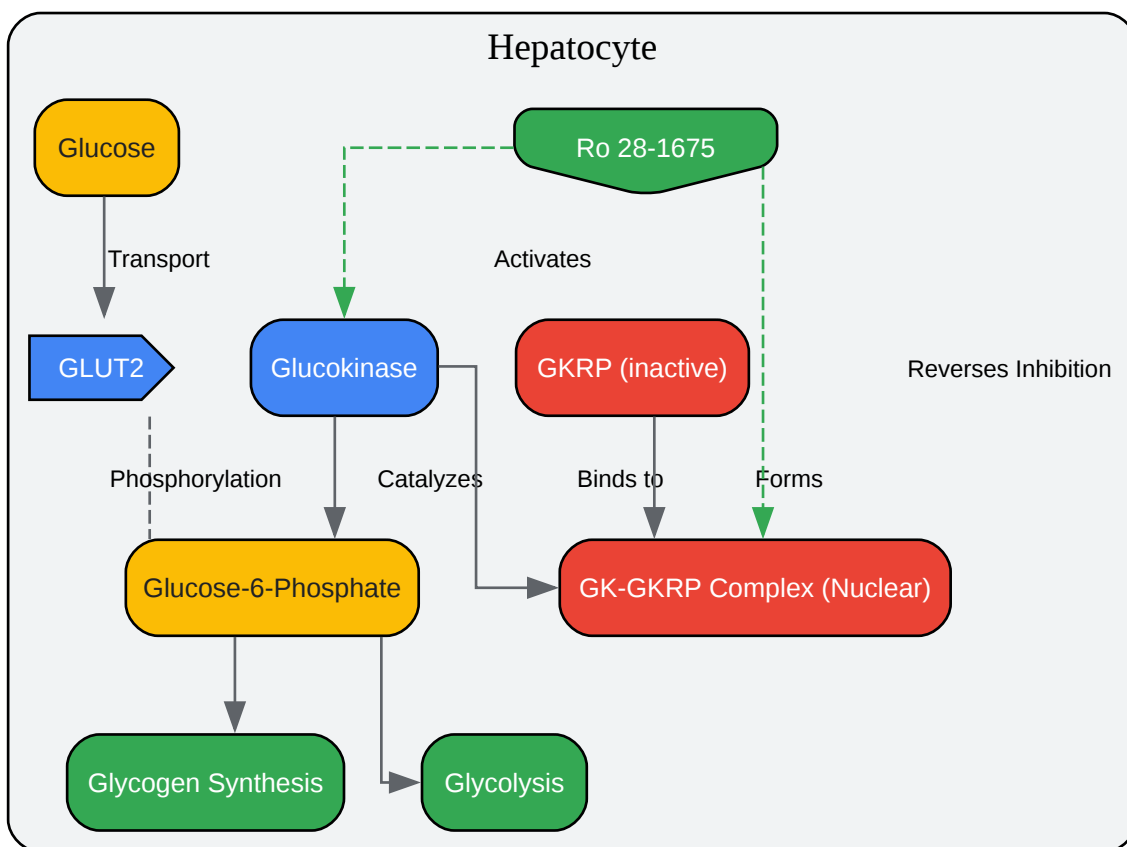 Hepatocyte
Glucose
Ro 28-1675
Transport
Activates
GLUT2
Glucokinase
GKRP (inactive)
Reverses Inhibition
Phosphorylation
Catalyzes
Binds to
Forms
Glucose-6-Phosphate
GK-GKRP Complex (Nuclear)
Glycogen Synthesis
Glycolysis